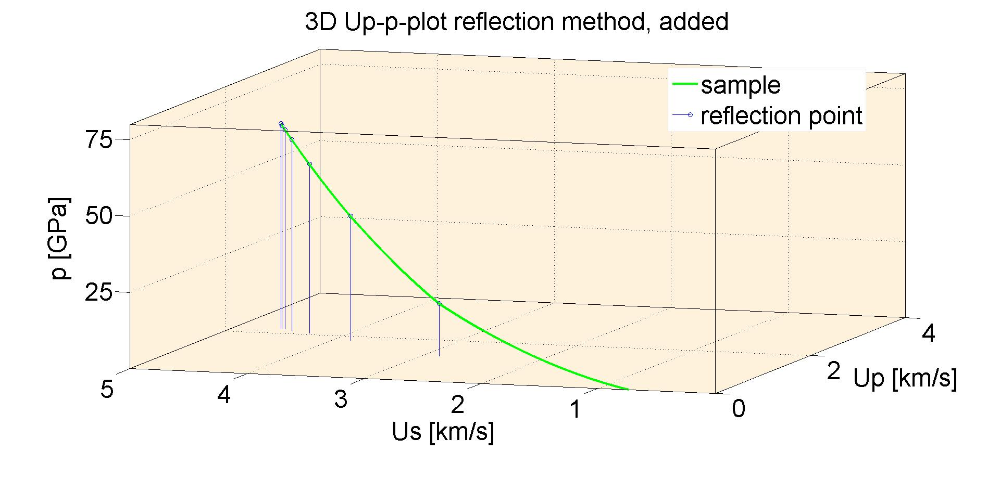 3D Up-p-plot reflection method, added
sample
reflection point
75
50
25
p [GPa]
5
4
3
2
1
Us [km/s]
0
2
4
Up [km/s]